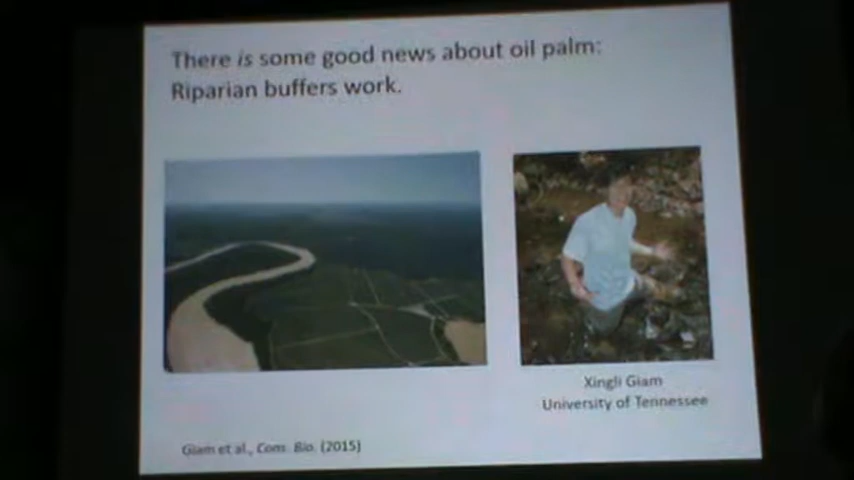 There is some good news about oil palm:
Riparian buffers work.
Xingli Giam
University of Tennessee
Giam et al., Cons. Bio. (2015)